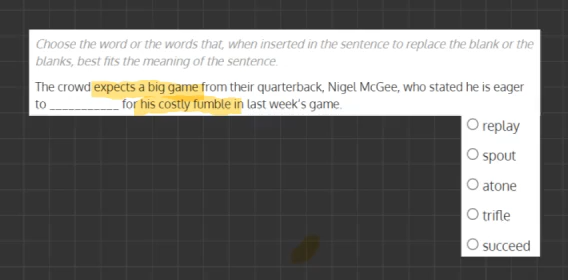 Choose the word or the words that, when inserted in the sentence to replace the blank or the
blanks, best fits the meaning of the sentence.
The crowd expects a big game from their quarterback, Nigel McGee, who stated he is eager
to ____________ for his costly fumble in last week's game.
replay
spout
atone
trifle
succeed